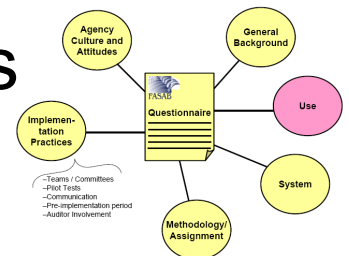 s
Agency
Culture and
Attitudes
General
Background
FASAB
Questionnaire
Use
Implemen-
tation
Practices
–Teams / Committees
–Pilot Tests
–Communication
–Pre-implementation period
–Auditor Involvement
System
Methodology/
Assignment